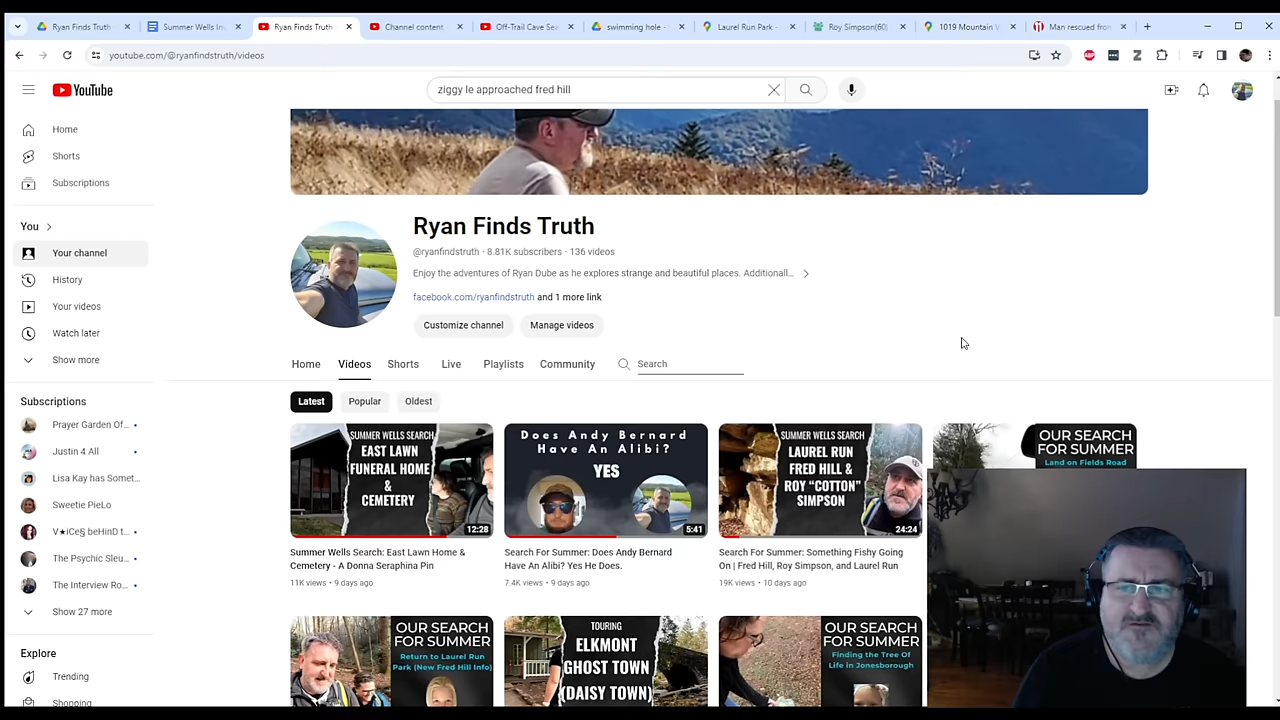 Ryan Finds Truth
Summer Wells In
Ryan Finds Truth
Channel content
Off-Trail Cave Sea
swimming hole -
Laurel Run Park -
Roy Simpson(60)
1019 Mountain V
Man rescued from
youtube.com/@ryanfindstruth/videos
YouTube
ziggy le approached fred hill
Home
Shorts
Subscriptions
You
Your channel
History
Your videos
Watch later
Show more
Subscriptions
Prayer Garden Of...
Justin 4 All
Lisa Kay has Somet...
Sweetie PieLo
V★iCe§ beHinD t...
The Psychic Sleu...
The Interview Ro...
Show 27 more
Explore
Trending
Shopping
Ryan Finds Truth
@ryanfindstruth · 8.81K subscribers · 136 videos
Enjoy the adventures of Ryan Dube as he explores strange and beautiful places. Additionall...
facebook.com/ryanfindstruth and 1 more link
Customize channel
Manage videos
Home
Videos
Shorts
Live
Playlists
Community
Search
Latest
Popular
Oldest
SUMMER WELLS SEARCH:
EAST LAWN
FUNERAL HOME
&
CEMETERY
12:28
Summer Wells Search: East Lawn Home &
Cemetery - A Donna Seraphina Pin
11K views • 9 days ago
Does Andy Bernard
Have An Alibi?
YES
5:41
Search For Summer: Does Andy Bernard
Have An Alibi? Yes He Does.
7.4K views • 9 days ago
SUMMER WELLS SEARCH:
LAUREL RUN
FRED HILL &
ROY "COTTON"
SIMPSON
24:24
Search For Summer: Something Fishy Going
On | Fred Hill, Roy Simpson, and Laurel Run
19K views • 10 days ago
OUR SEARCH
FOR SUMMER
Land on Fields Road
OUR SEARCH
FOR SUMMER
Return to Laurel Run
Park (New Fred Hill Info)
TOURING
ELKMONT
GHOST TOWN
(DAISY TOWN)
OUR SEARCH
FOR SUMMER
Finding the Tree Of
Life in Jonesborough